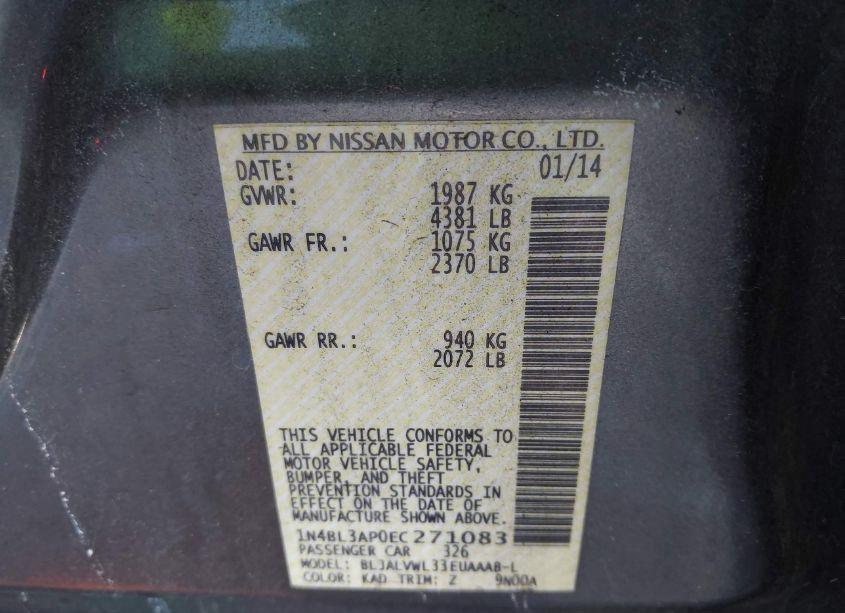 MFD BY NISSAN MOTOR CO., LTD.
DATE: 01/14
GVWR: 1987 KG
4381 LB
GAWR FR.: 1075 KG
2370 LB
GAWR RR.: 940 KG
2072 LB
THIS VEHICLE CONFORMS TO
ALL APPLICABLE FEDERAL
MOTOR VEHICLE SAFETY,
BUMPER, AND THEFT
PREVENTION STANDARDS IN
EFFECT ON THE DATE OF
MANUFACTURE SHOWN ABOVE.
1N4BL3AP0EC271083
PASSENGER CAR 326
MODEL: BLJALVWL33EUAAAB-L
COLOR: KAD TRIM: Z 9N00A